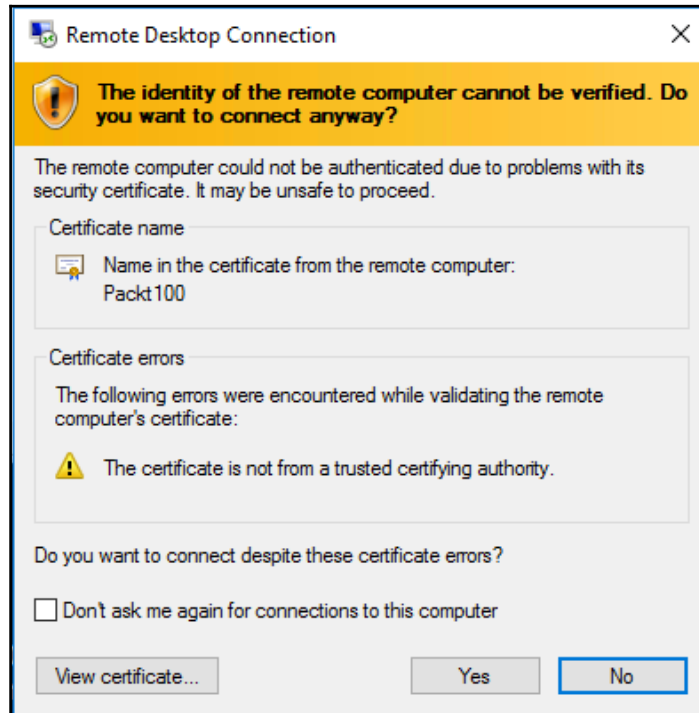 Remote Desktop Connection
The identity of the remote computer cannot be verified. Do
you want to connect anyway?
The remote computer could not be authenticated due to problems with its
security certificate. It may be unsafe to proceed.
Certificate name
Name in the certificate from the remote computer:
Packt100
Certificate errors
The following errors were encountered while validating the remote
computer's certificate:
The certificate is not from a trusted certifying authority.
Do you want to connect despite these certificate errors?
Don't ask me again for connections to this computer
View certificate... Yes No